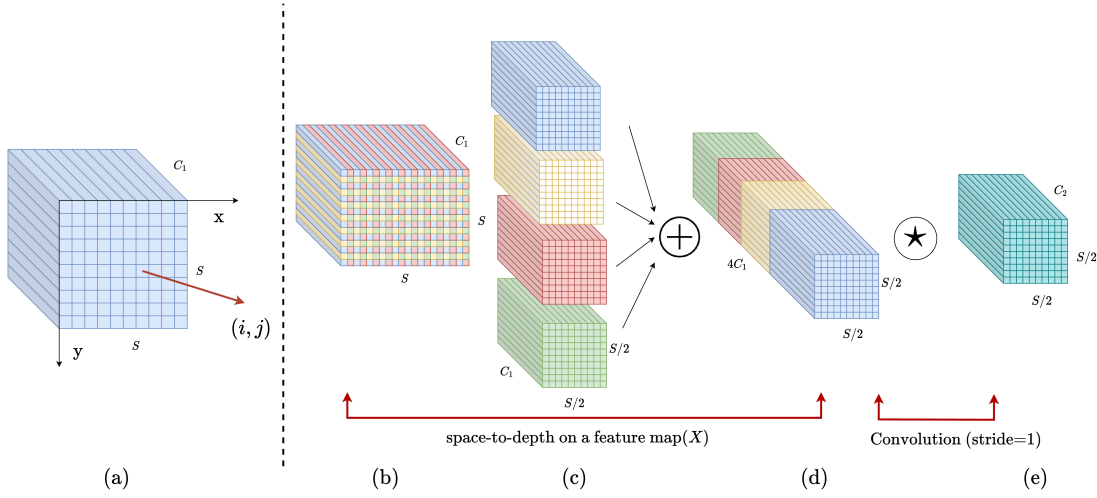 C₁
x
S
(i, j)
S
y
C₁
S
S
C₁
S/2
S/2
4C₁
S/2
S/2
C₂
S/2
S/2
space-to-depth on a feature map(X)
Convolution (stride=1)
(a)
(b)
(c)
(d)
(e)